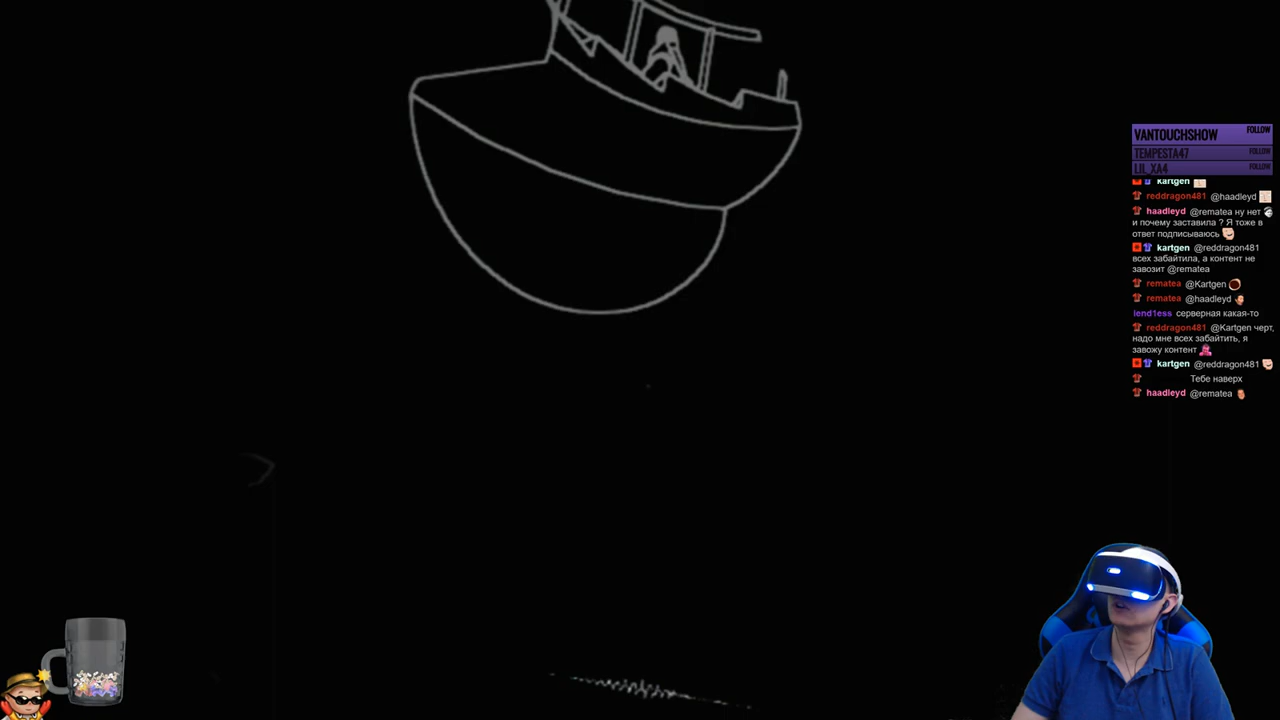 VANTOUCHSHOW FOLLOW
TEMPESTA47 FOLLOW
LIL_XA4 FOLLOW
kartgen
reddragon481 @haadleyd
haadleyd @rematea ну нет
и почему заставила ? Я тоже в
ответ подписываюсь
kartgen @reddragon481
всех забайтила, а контент не
завозит @rematea
rematea @Kartgen
rematea @haadleyd
lend1ess серверная какая-то
reddragon481 @Kartgen черт,
надо мне всех забайтить, я
завожу контент
kartgen @reddragon481
Тебе наверх
haadleyd @rematea